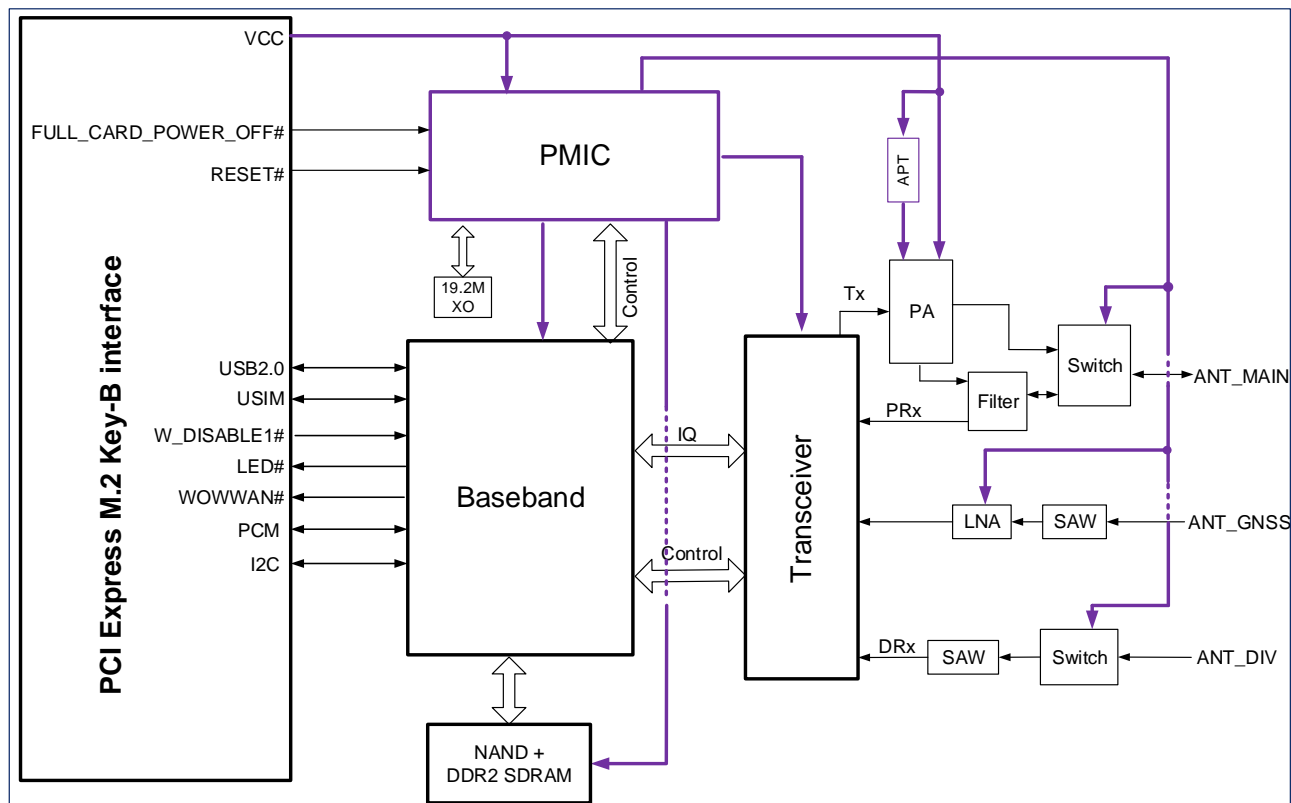 PCI Express M.2 Key-B interface
VCC
FULL_CARD_POWER_OFF#
RESET#
USB2.0
USIM
W_DISABLE1#
LED#
WOWWAN#
PCM
I2C
PMIC
19.2M
XO
Control
Baseband
NAND +
DDR2 SDRAM
IQ
Control
Transceiver
APT
Tx
PA
Switch
ANT_MAIN
Filter
PRx
LNA
SAW
ANT_GNSS
DRx
SAW
Switch
ANT_DIV